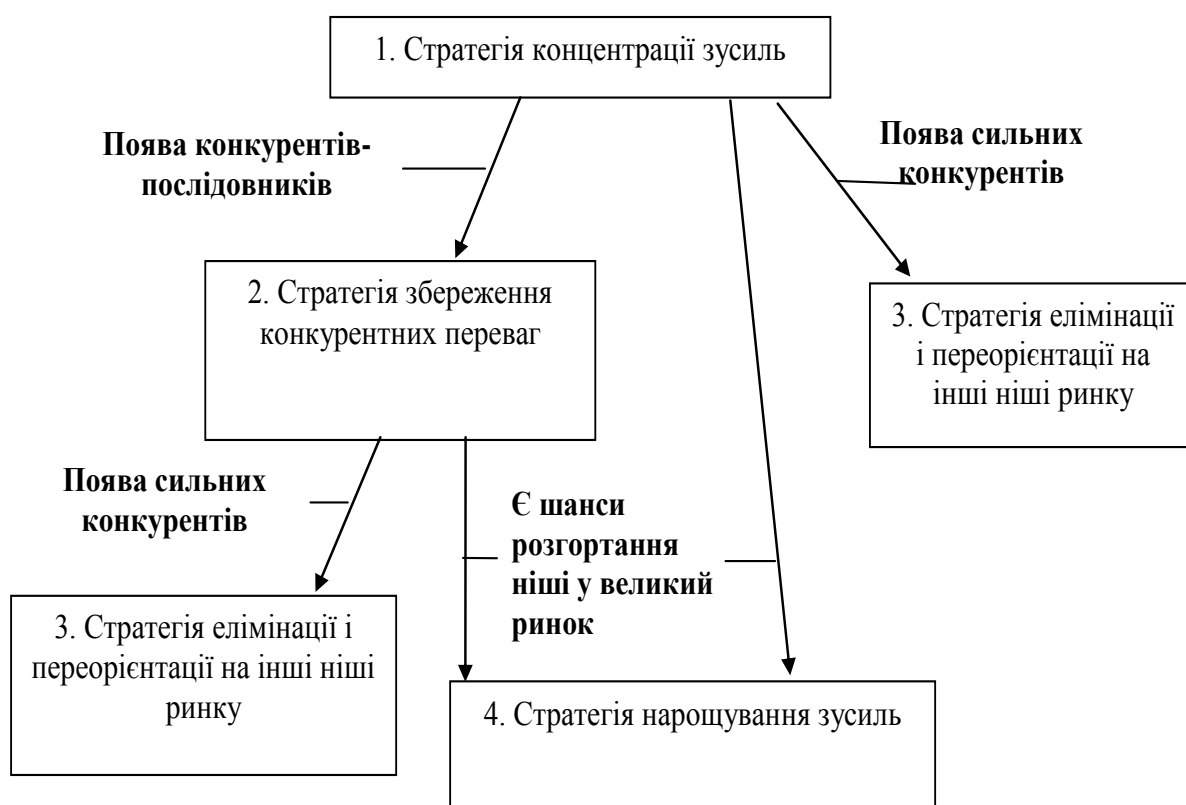 1. Стратегія концентрації зусиль
Поява конкурентів-
послідовників
Поява сильних
конкурентів
2. Стратегія збереження
конкурентних переваг
3. Стратегія елімінації
і переорієнтації на
інші ніші ринку
Поява сильних
конкурентів
Є шанси
розгортання
ніші у великий
ринок
3. Стратегія елімінації і
переорієнтації на інші ніші
ринку
4. Стратегія нарощування зусиль